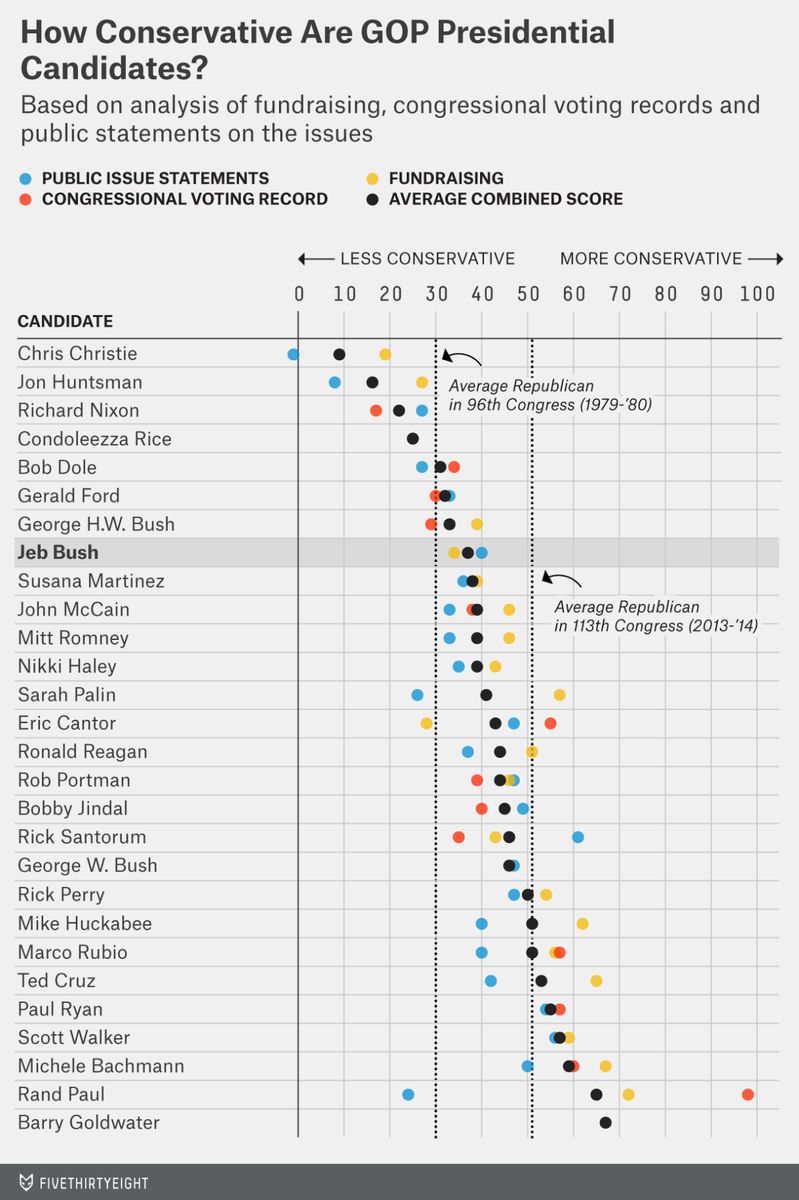 How Conservative Are GOP Presidential
Candidates?
Based on analysis of fundraising, congressional voting records and
public statements on the issues
PUBLIC ISSUE STATEMENTS
FUNDRAISING
CONGRESSIONAL VOTING RECORD
AVERAGE COMBINED SCORE
LESS CONSERVATIVE
MORE CONSERVATIVE
0 10 20 30 40 50 60 70 80 90 100
CANDIDATE
Chris Christie
Jon Huntsman
Average Republican
in 96th Congress (1979-'80)
Richard Nixon
Condoleezza Rice
Bob Dole
Gerald Ford
George H.W. Bush
Jeb Bush
Susana Martinez
John McCain
Average Republican
in 113th Congress (2013-'14)
Mitt Romney
Nikki Haley
Sarah Palin
Eric Cantor
Ronald Reagan
Rob Portman
Bobby Jindal
Rick Santorum
George W. Bush
Rick Perry
Mike Huckabee
Marco Rubio
Ted Cruz
Paul Ryan
Scott Walker
Michele Bachmann
Rand Paul
Barry Goldwater
FIVETHIRTYEIGHT